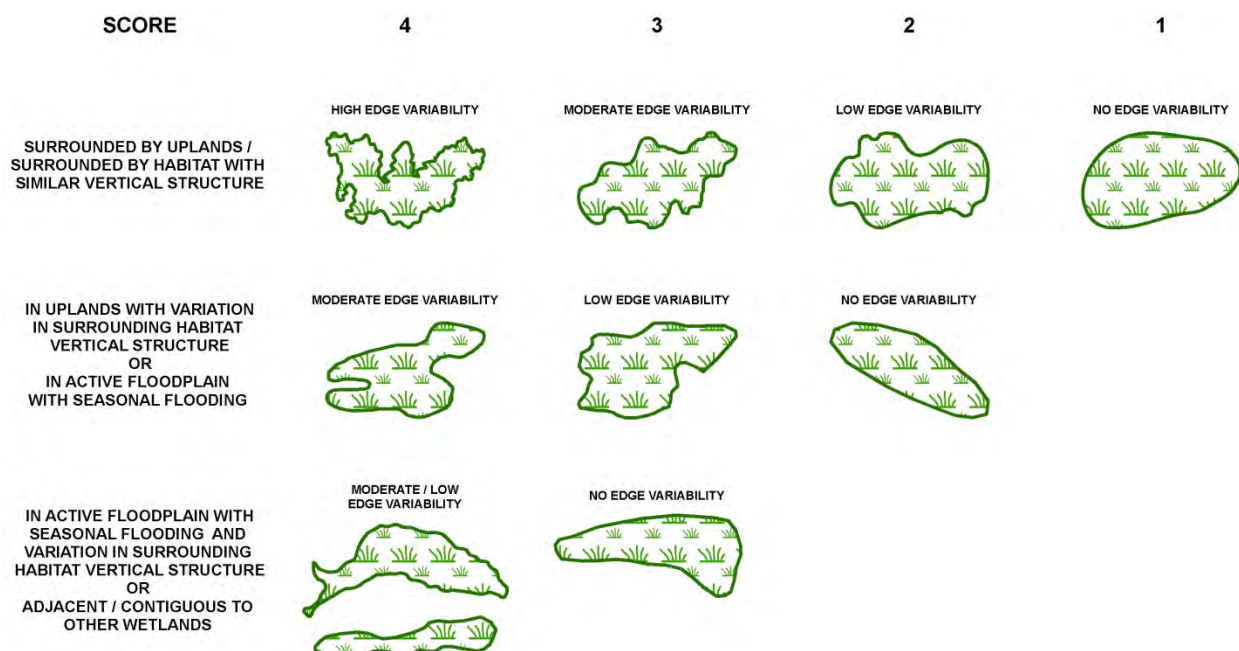 SCORE 4 3 2 1
HIGH EDGE VARIABILITY MODERATE EDGE VARIABILITY LOW EDGE VARIABILITY NO EDGE VARIABILITY
SURROUNDED BY UPLANDS /
SURROUNDED BY HABITAT WITH
SIMILAR VERTICAL STRUCTURE
MODERATE EDGE VARIABILITY LOW EDGE VARIABILITY NO EDGE VARIABILITY
IN UPLANDS WITH VARIATION
IN SURROUNDING HABITAT
VERTICAL STRUCTURE
OR
IN ACTIVE FLOODPLAIN
WITH SEASONAL FLOODING
MODERATE / LOW
EDGE VARIABILITY
NO EDGE VARIABILITY
IN ACTIVE FLOODPLAIN WITH
SEASONAL FLOODING AND
VARIATION IN SURROUNDING
HABITAT VERTICAL STRUCTURE
OR
ADJACENT / CONTIGUOUS TO
OTHER WETLANDS